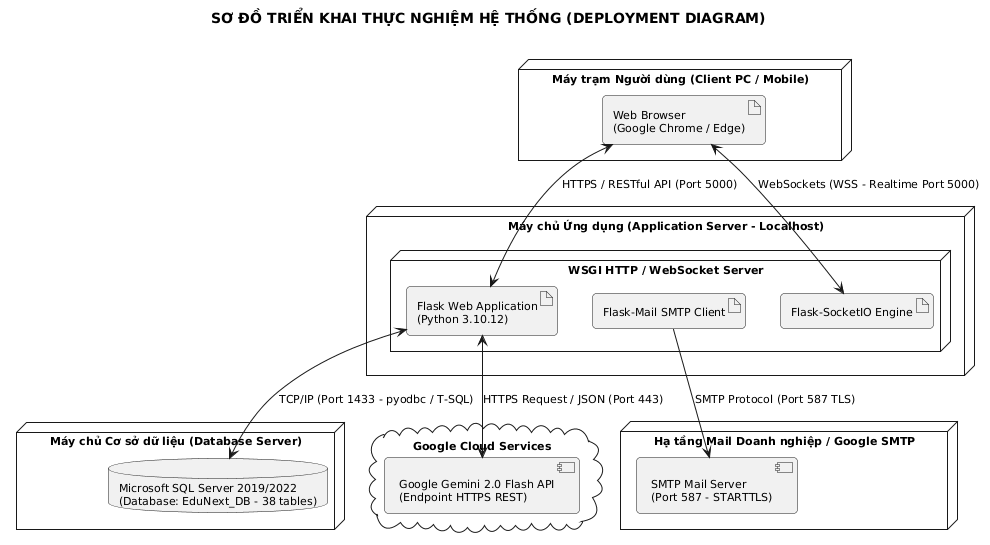 SƠ ĐỒ TRIỂN KHAI THỰC NGHIỆM HỆ THỐNG (DEPLOYMENT DIAGRAM)
Máy trạm Người dùng (Client PC / Mobile)
Web Browser
(Google Chrome / Edge)
HTTPS / RESTful API (Port 5000)
WebSockets (WSS - Realtime Port 5000)
Máy chủ Ứng dụng (Application Server - Localhost)
WSGI HTTP / WebSocket Server
Flask Web Application
(Python 3.10.12)
Flask-Mail SMTP Client
Flask-SocketIO Engine
TCP/IP (Port 1433 - pyodbc / T-SQL)
HTTPS Request / JSON (Port 443)
SMTP Protocol (Port 587 TLS)
Máy chủ Cơ sở dữ liệu (Database Server)
Microsoft SQL Server 2019/2022
(Database: EduNext_DB - 38 tables)
Google Cloud Services
Google Gemini 2.0 Flash API
(Endpoint HTTPS REST)
Hạ tầng Mail Doanh nghiệp / Google SMTP
SMTP Mail Server
(Port 587 - STARTTLS)